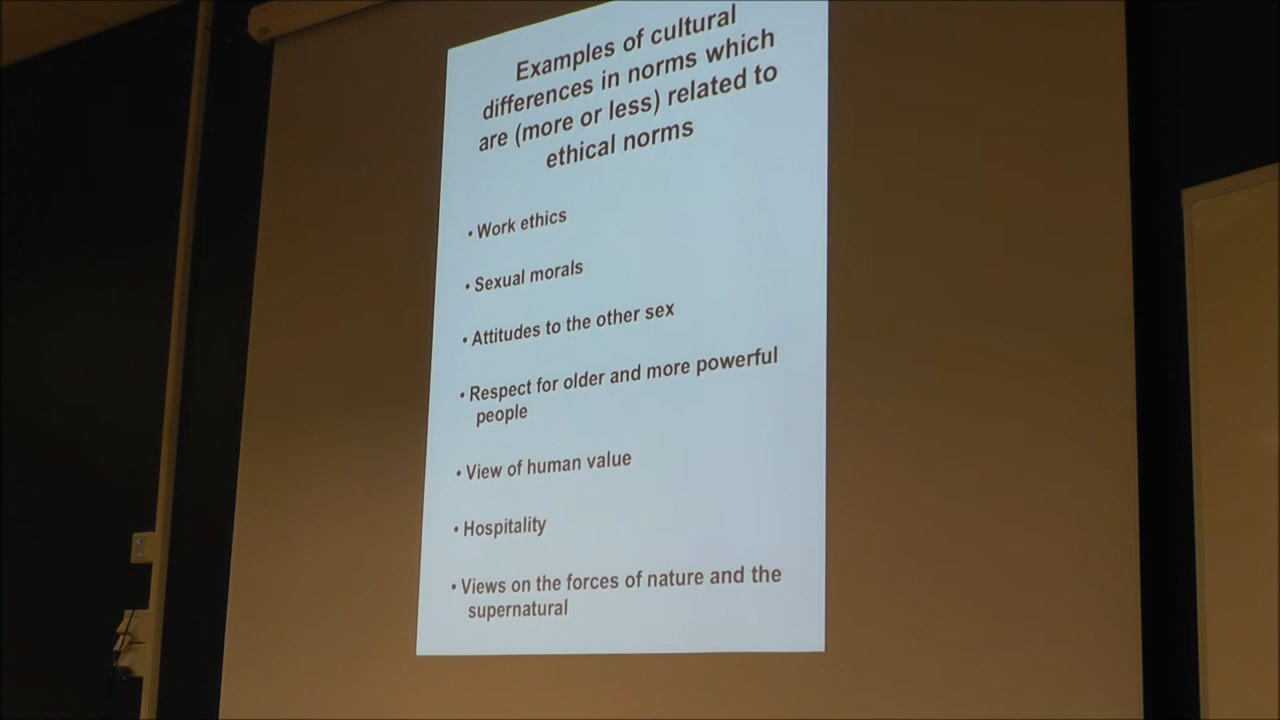 Examples of cultural
differences in norms which
are (more or less) related to
ethical norms
• Work ethics
• Sexual morals
• Attitudes to the other sex
• Respect for older and more powerful
people
• View of human value
• Hospitality
• Views on the forces of nature and the
supernatural